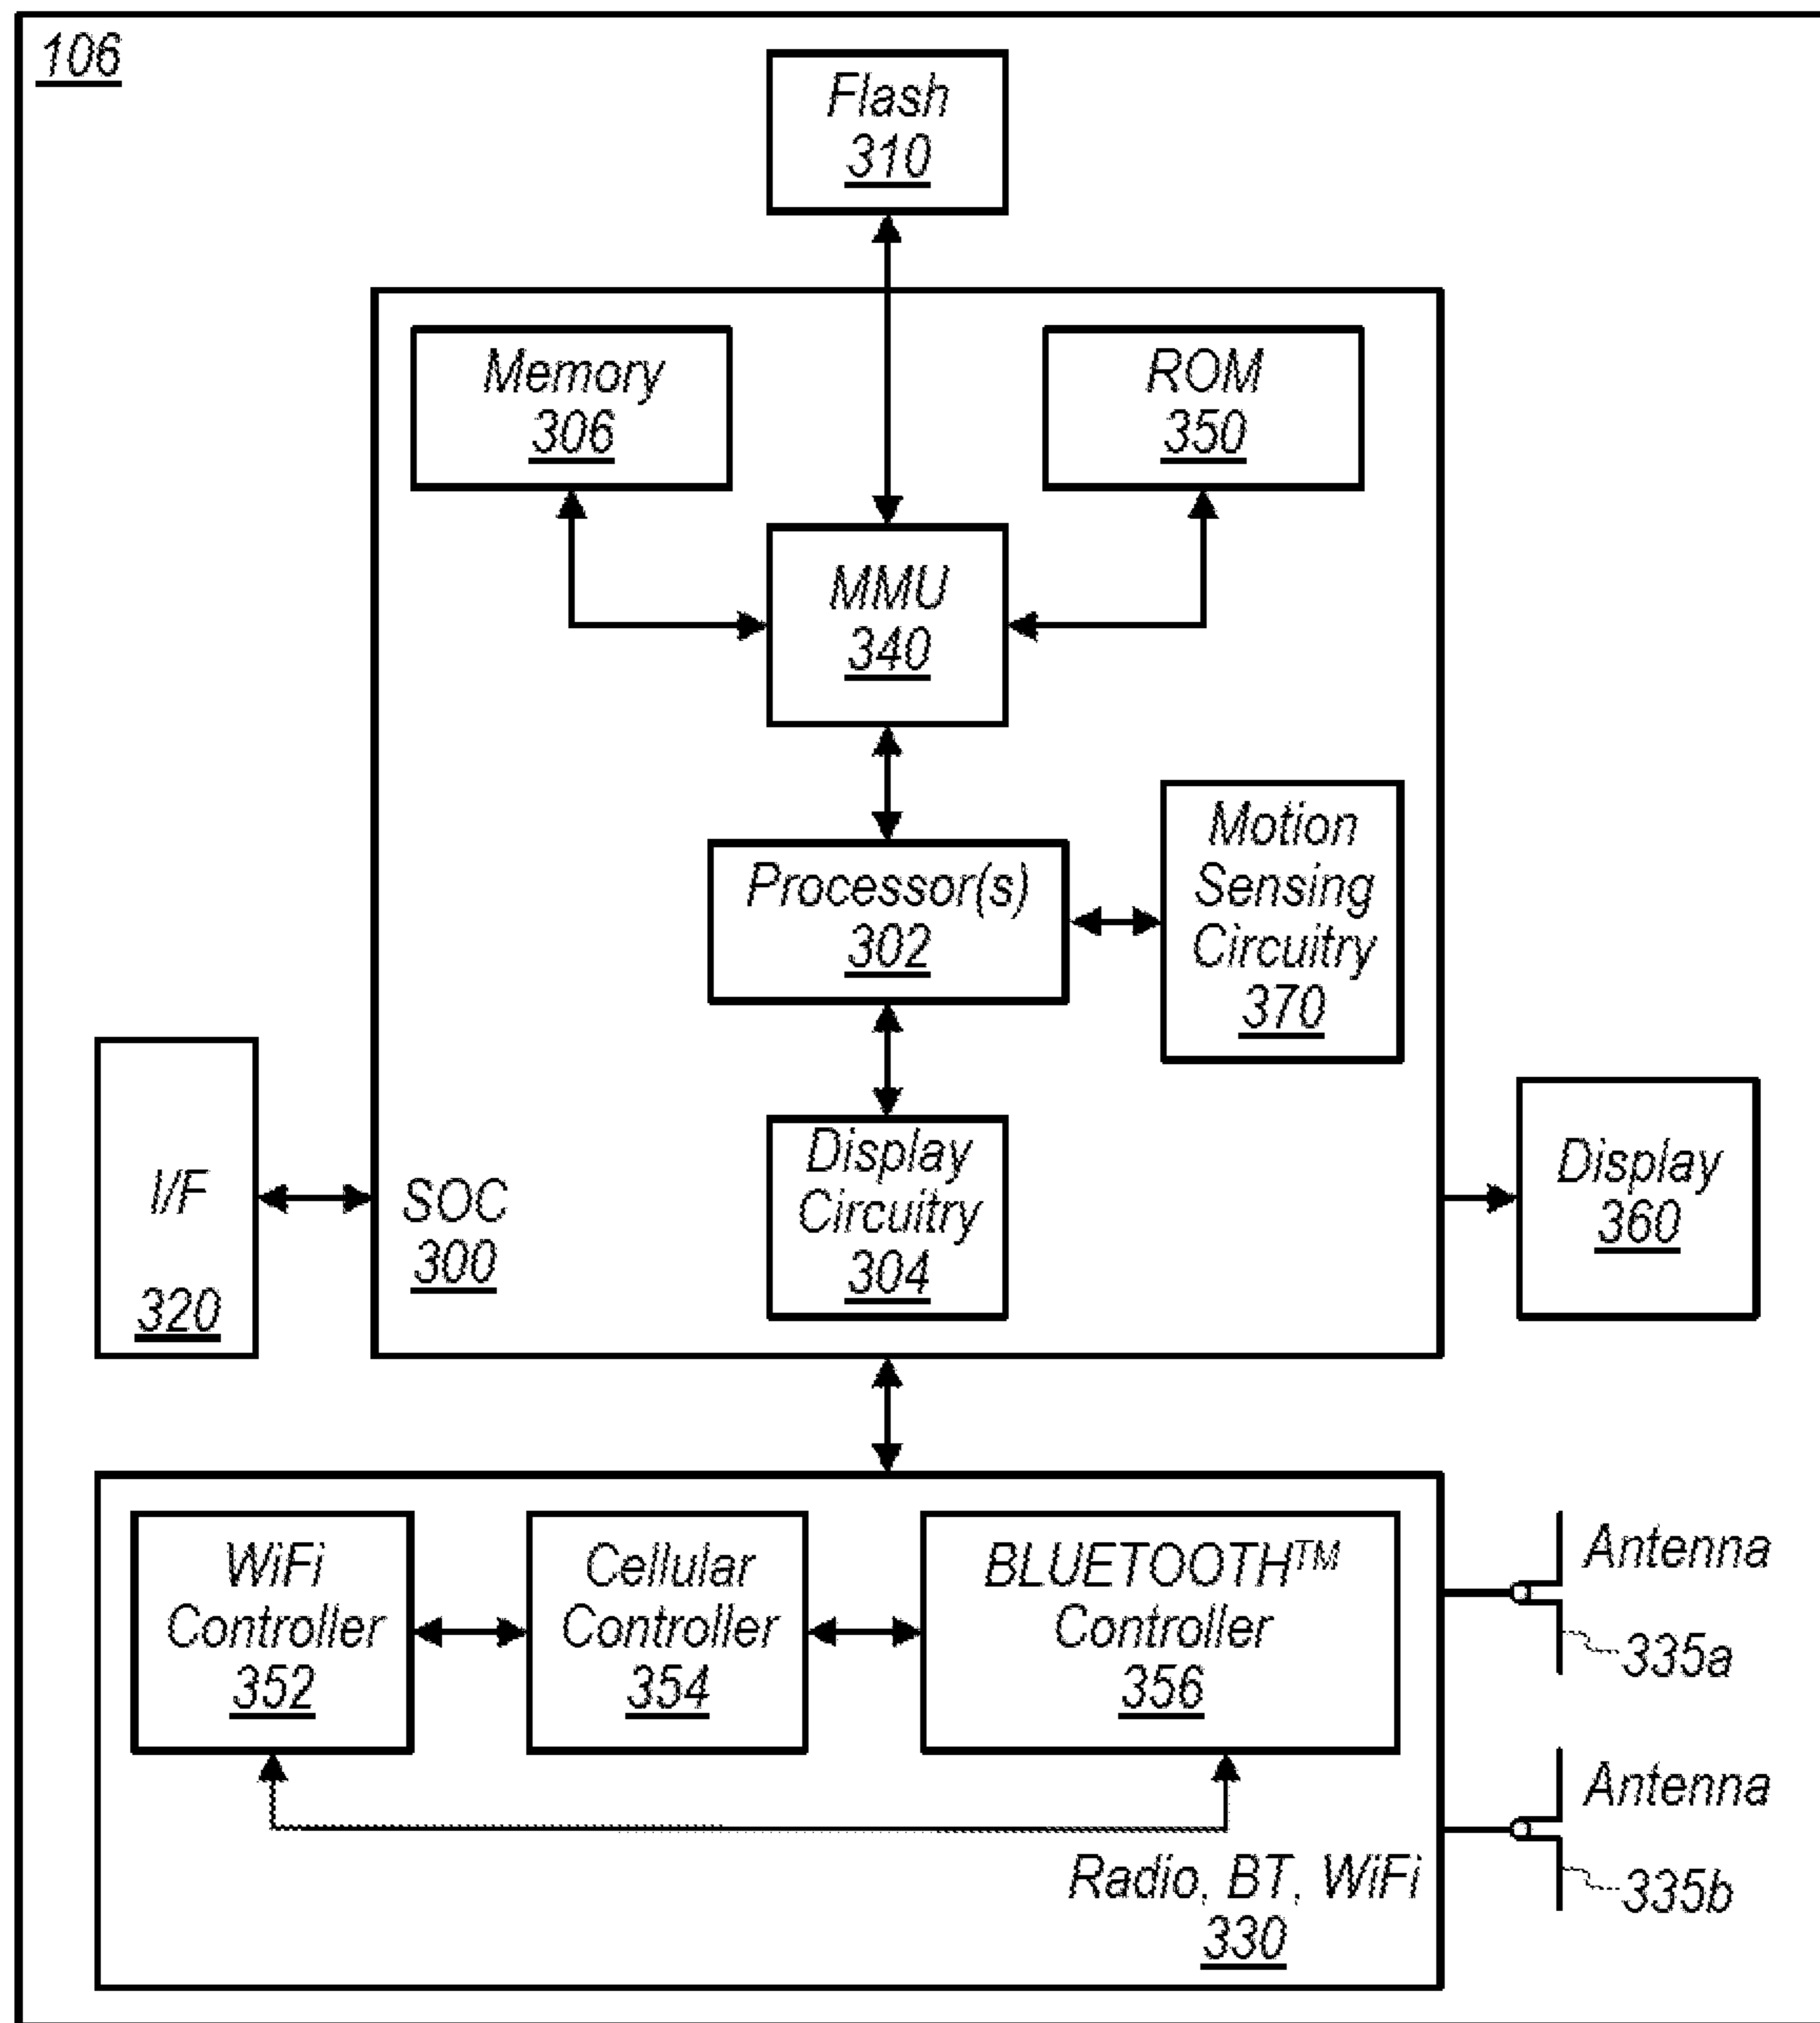 106
Flash
310
Memory
306
ROM
350
MMU
340
Processor(s)
302
Motion
Sensing
Circuitry
370
I/F
320
SOC
300
Display
Circuitry
304
Display
360
WiFi
Controller
352
Cellular
Controller
354
BLUETOOTH™
Controller
356
Antenna
335a
Antenna
335b
Radio, BT, WiFi
330